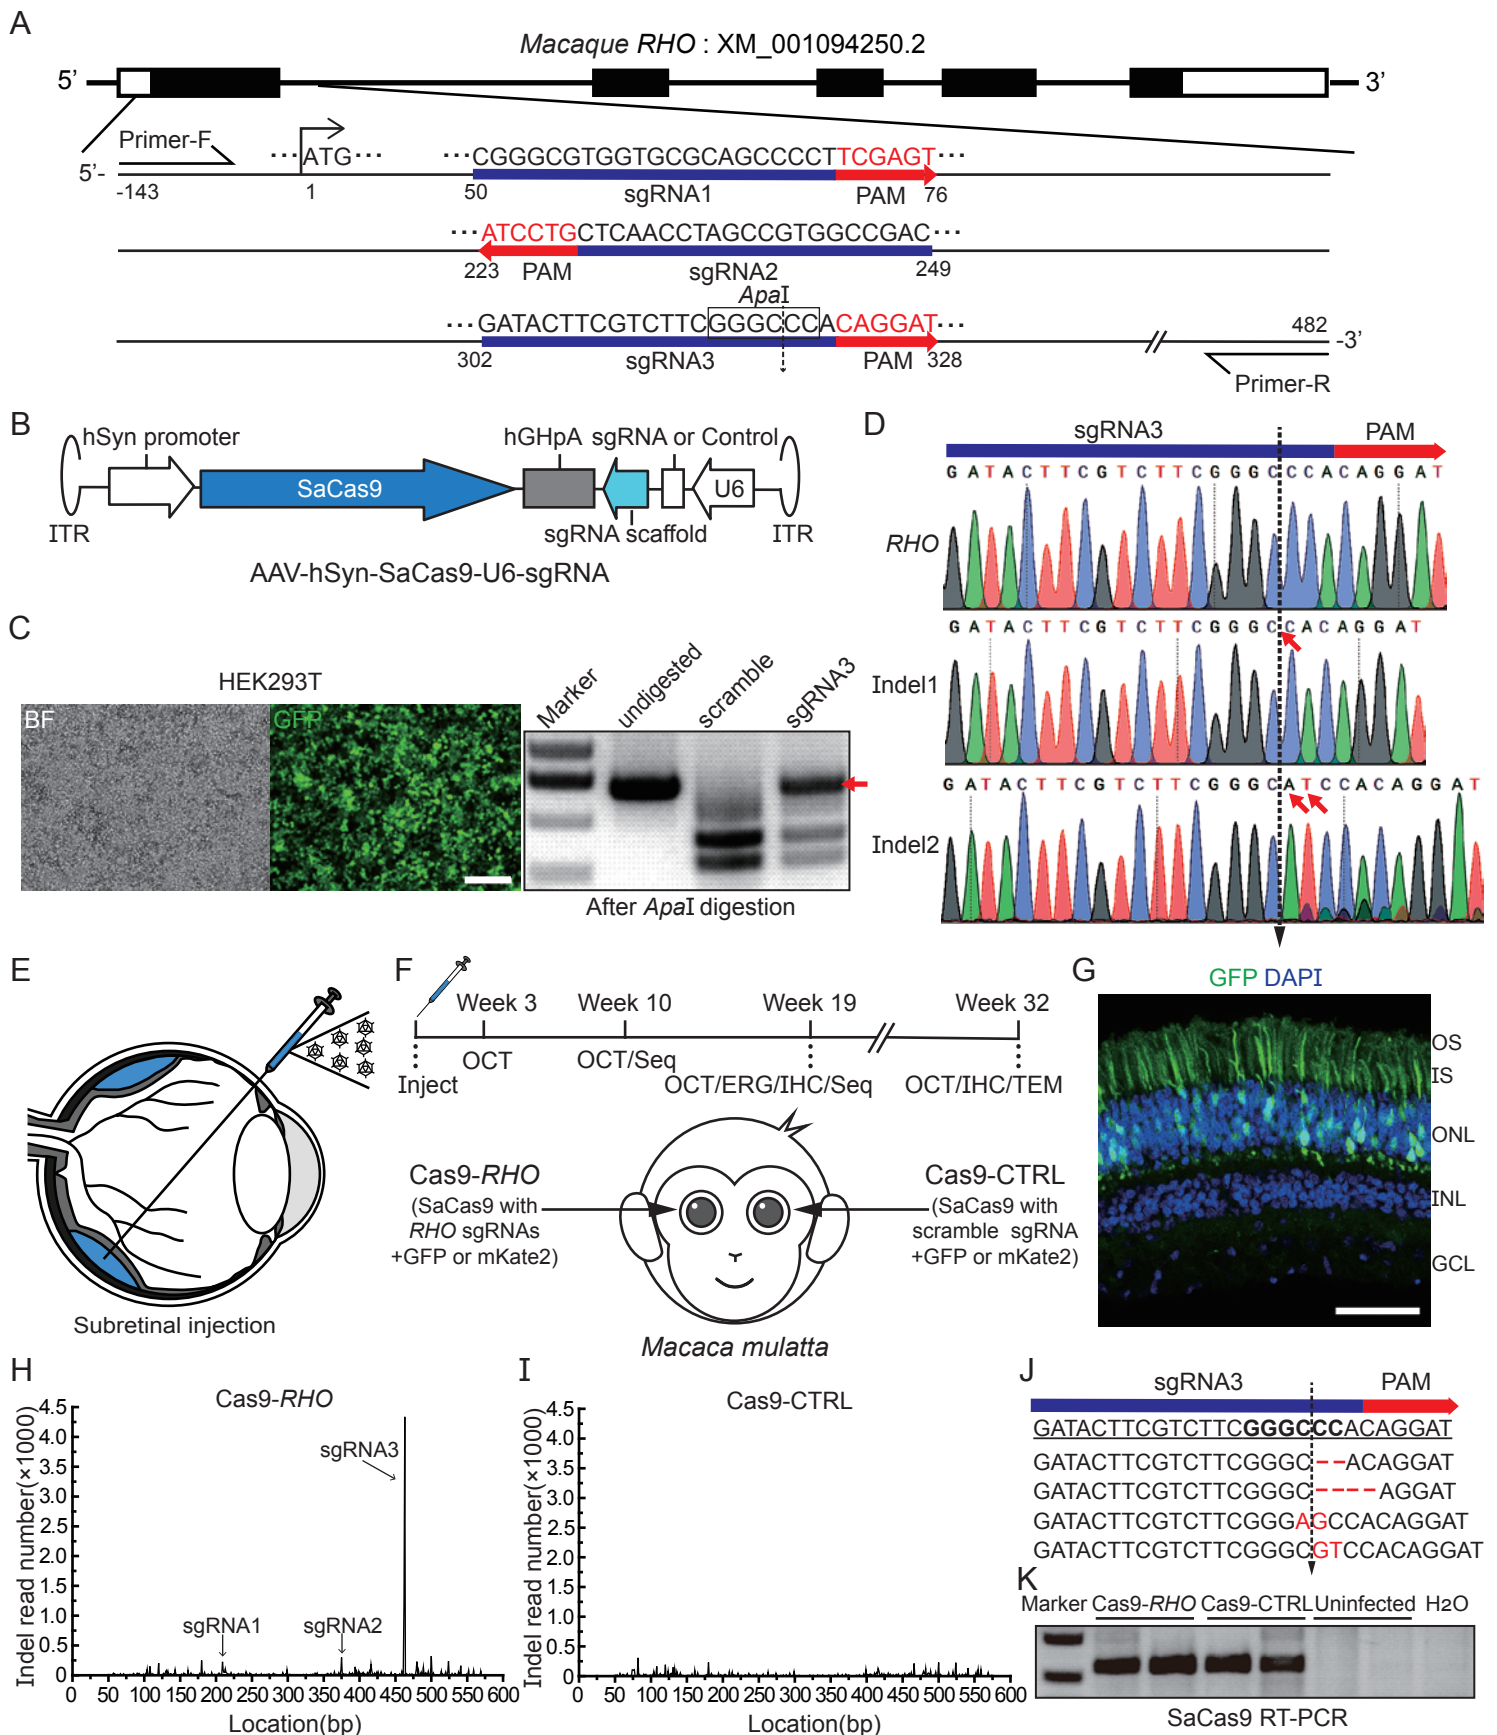 A
Macaque RHO : XM_001094250.2
5’
3’
Primer-F
···ATG···
···CGGGCGTGGTGCGCAGCCCCTTCGAGT···
5’-
-143
1
50
sgRNA1
PAM
76
···ATCCTGCTCAACCTAGCCGTGGCCGAC···
223
PAM
sgRNA2
249
ApaI
···GATACTTCGTCTTCGGGCCCACAGGAT···
482
-3’
302
sgRNA3
PAM
328
Primer-R
B
hSyn promoter
hGHpA
sgRNA or Control
SaCas9
U6
ITR
sgRNA scaffold
ITR
AAV-hSyn-SaCas9-U6-sgRNA
C
HEK293T
BF
GFP
Marker
undigested
scramble
sgRNA3
After ApaI digestion
D
sgRNA3
PAM
GATACTTCGTCTTCGGGCCCACAGGAT
RHO
GATACTTCGTCTTCGGGCCACAGGAT
Indel1
GATACTTCGTCTTCGGGCATCCACAGGAT
Indel2
E
Subretinal injection
F
Week 3
Week 10
Week 19
Week 32
OCT
OCT/Seq
Inject
OCT/ERG/IHC/Seq
OCT/IHC/TEM
Cas9-RHO
(SaCas9 with
RHO sgRNAs
+GFP or mKate2)
Cas9-CTRL
(SaCas9 with
scramble sgRNA
+GFP or mKate2)
Macaca mulatta
G
GFP DAPI
OS
IS
ONL
INL
GCL
H
Cas9-RHO
Indel read number(×1000)
4.5
4.0
3.5
3.0
2.5
2.0
1.5
1.0
0.5
0
sgRNA3
sgRNA1
sgRNA2
0 50 100 150 200 250 300 350 400 450 500 550 600
Location(bp)
I
Cas9-CTRL
Indel read number(×1000)
4.5
4.0
3.5
3.0
2.5
2.0
1.5
1.0
0.5
0
0 50 100 150 200 250 300 350 400 450 500 550 600
Location(bp)
J
sgRNA3
PAM
GATACTTCGTCTTCGGGCCCACAGGAT
GATACTTCGTCTTCGGGC--ACAGGAT
GATACTTCGTCTTCGGGC----AGGAT
GATACTTCGTCTTCGGGAGCCACAGGAT
GATACTTCGTCTTCGGGCGTCCACAGGAT
K
Marker
Cas9-RHO
Cas9-CTRL
Uninfected
H2O
SaCas9 RT-PCR